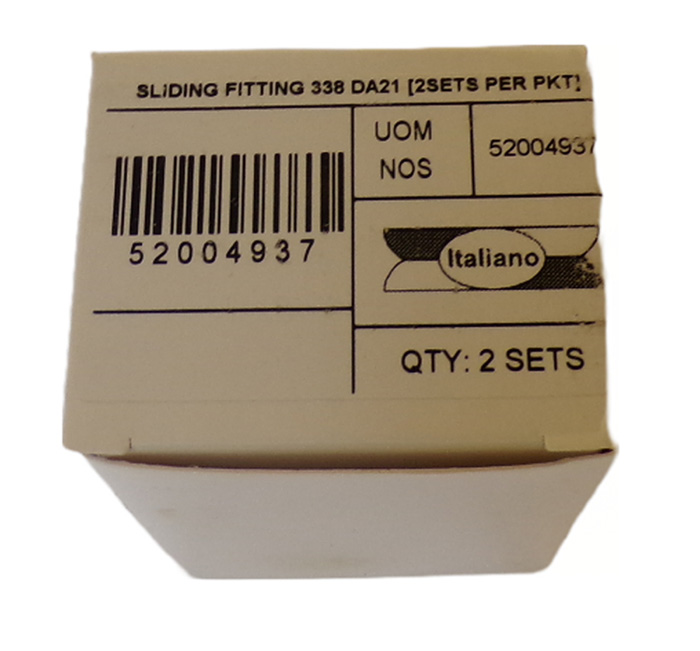 SLIDING FITTING 338 DA21 [2SETS PER PKT]
UOM
NOS
52004937
52004937
Italiano
QTY: 2 SETS